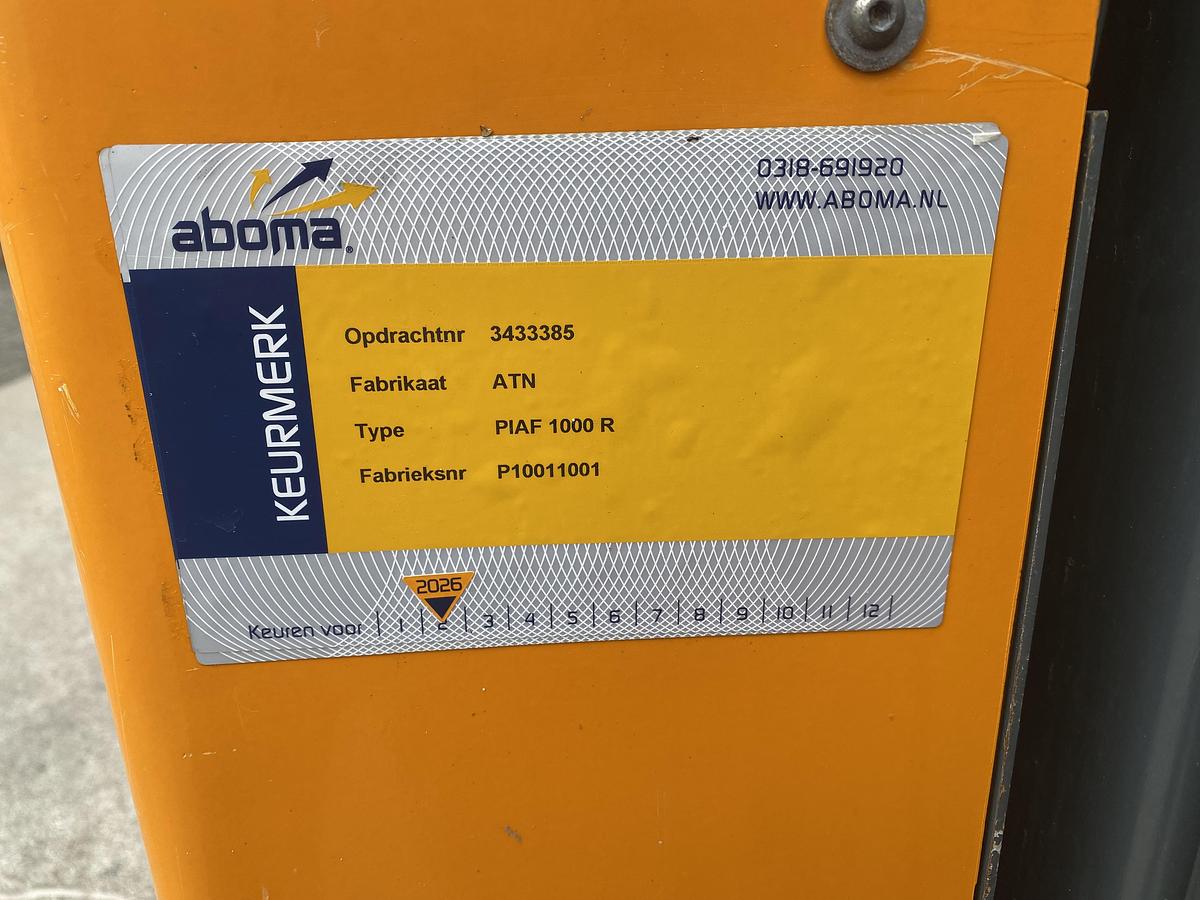 aboma®
0318-691920
WWW.ABOMA.NL
KEURMERK
Opdrachtnr 3433385
Fabrikaat ATN
Type PIAF 1000 R
Fabrieksnr P10011001
2026
Keuren voor | 1 | 2 | 3 | 4 | 5 | 6 | 7 | 8 | 9 | 10 | 11 | 12 |